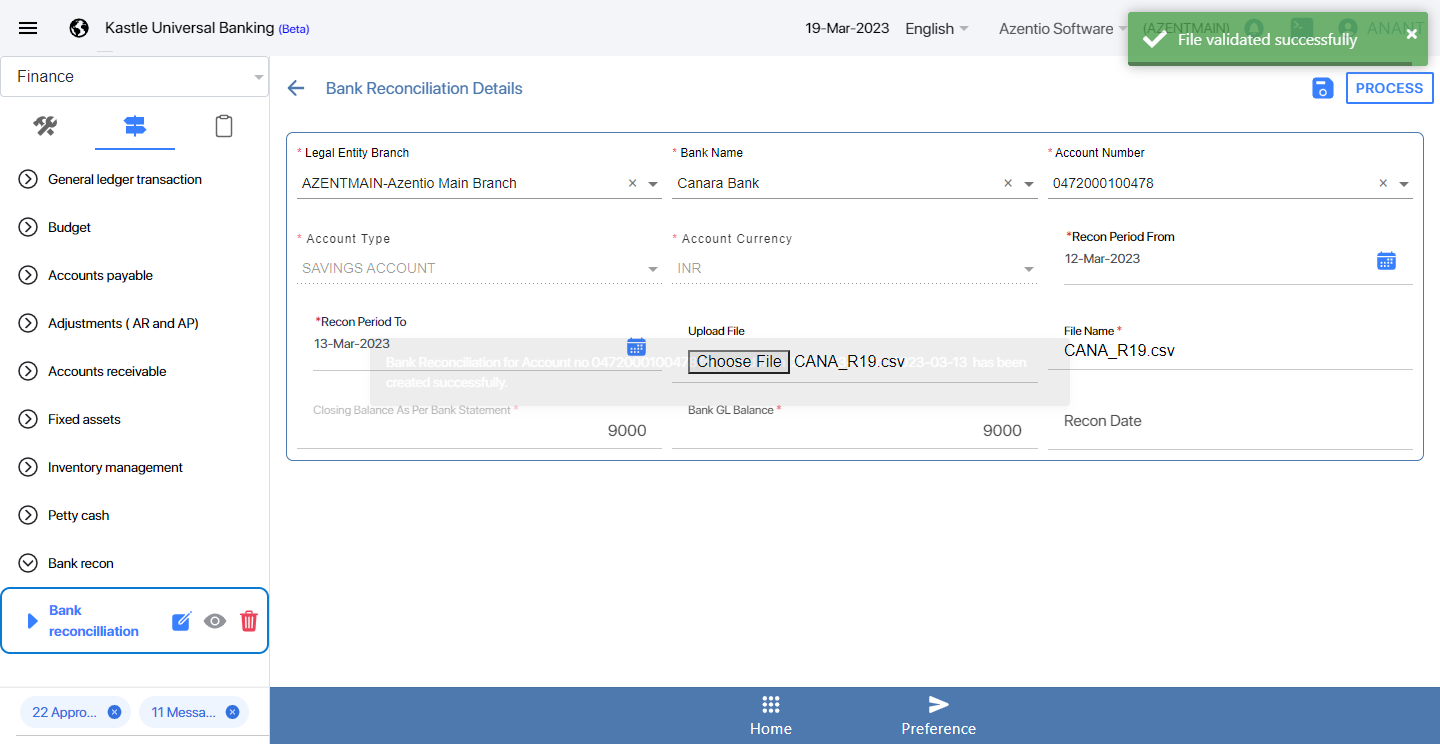 Kastle Universal Banking (Beta)
19-Mar-2023
English
Azentio Software
(AZENTMAIN)
ANANT
File validated successfully
Finance
Bank Reconciliation Details
PROCESS
General ledger transaction
Budget
Accounts payable
Adjustments ( AR and AP)
Accounts receivable
Fixed assets
Inventory management
Petty cash
Bank recon
Bank
reconcilliation
22 Appro...
11 Messa...
* Legal Entity Branch
AZENTMAIN-Azentio Main Branch
* Bank Name
Canara Bank
* Account Number
0472000100478
* Account Type
SAVINGS ACCOUNT
* Account Currency
INR
*Recon Period From
12-Mar-2023
*Recon Period To
13-Mar-2023
Upload File
Choose File CANA_R19.csv
File Name *
CANA_R19.csv
Bank Reconciliation for Account no 047200010047 23-03-13 has been
created successfully.
Closing Balance As Per Bank Statement *
9000
Bank GL Balance *
9000
Recon Date
Home
Preference